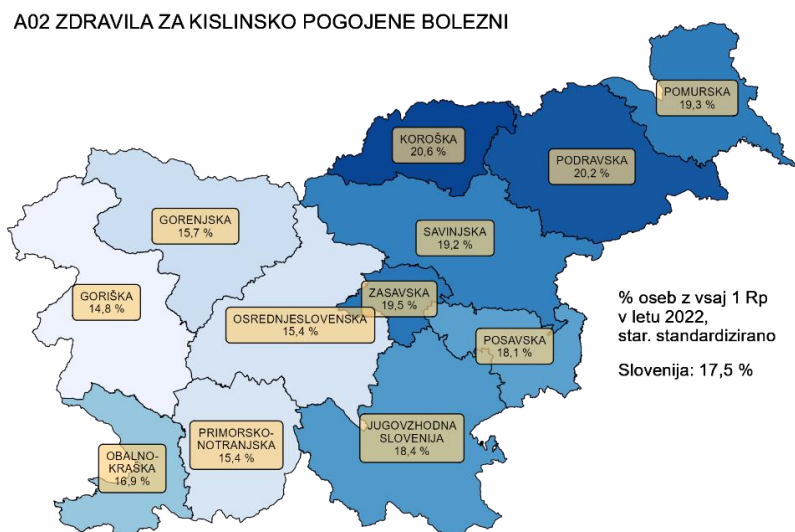 A02 ZDRAVILA ZA KISLINSKO POGOJENE BOLEZNI
POMURSKA
19,3 %
KOROŠKA
20,6 %
PODRAVSKA
20,2 %
GORENJSKA
15,7 %
SAVINJSKA
19,2 %
GORIŠKA
14,8 %
ZASAVSKA
19,5 %
OSREDNJESLOVENSKA
15,4 %
POSAVSKA
18,1 %
% oseb z vsaj 1 Rp
v letu 2022,
star. standardizirano
Slovenija: 17,5 %
JUGOVZHODNA
SLOVENIJA
18,4 %
PRIMORSKO-
NOTRANJSKA
15,4 %
OBALNO-
KRAŠKA
16,9 %